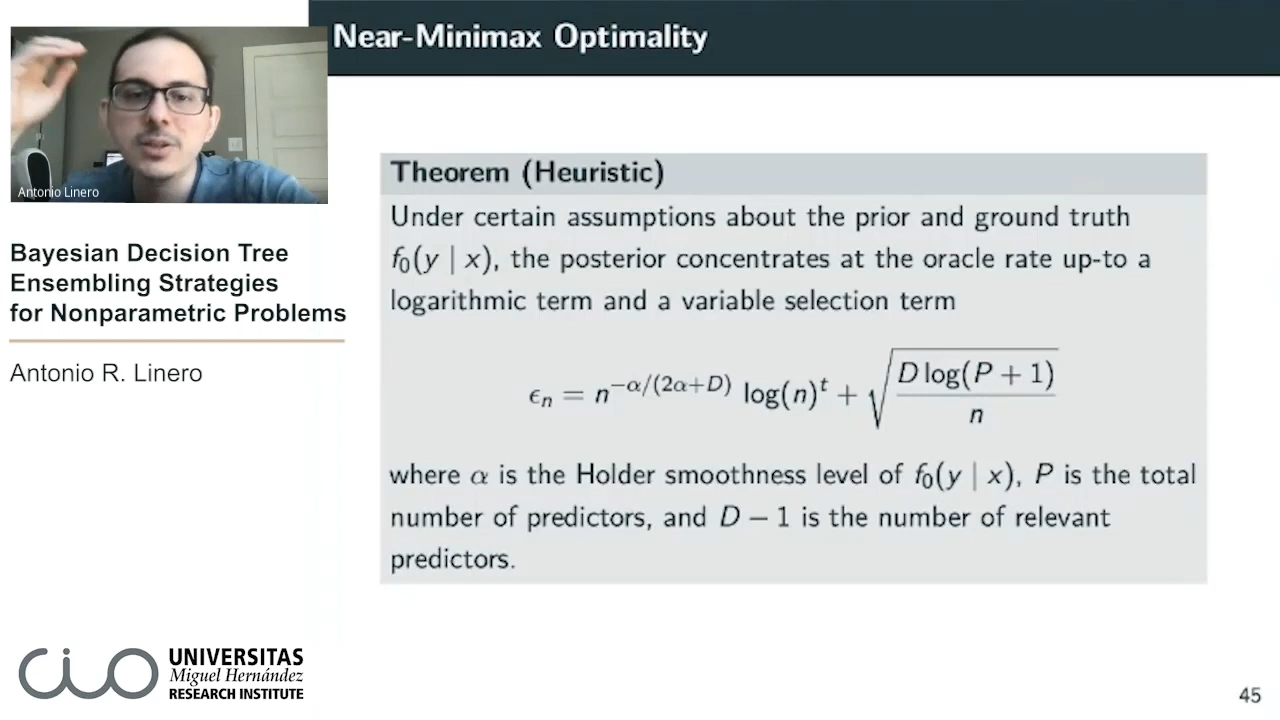 Near-Minimax Optimality
Antonio Linero
Bayesian Decision Tree
Ensembling Strategies
for Nonparametric Problems
Antonio R. Linero
Theorem (Heuristic)
Under certain assumptions about the prior and ground truth
f₀(y | x), the posterior concentrates at the oracle rate up-to a
logarithmic term and a variable selection term
ϵₙ = n^{−α/(2α+D)} log(n)^t + √(D log(P + 1) / n)
where α is the Holder smoothness level of f₀(y | x), P is the total
number of predictors, and D − 1 is the number of relevant
predictors.
CIO
UNIVERSITAS
Miguel Hernández
RESEARCH INSTITUTE
45